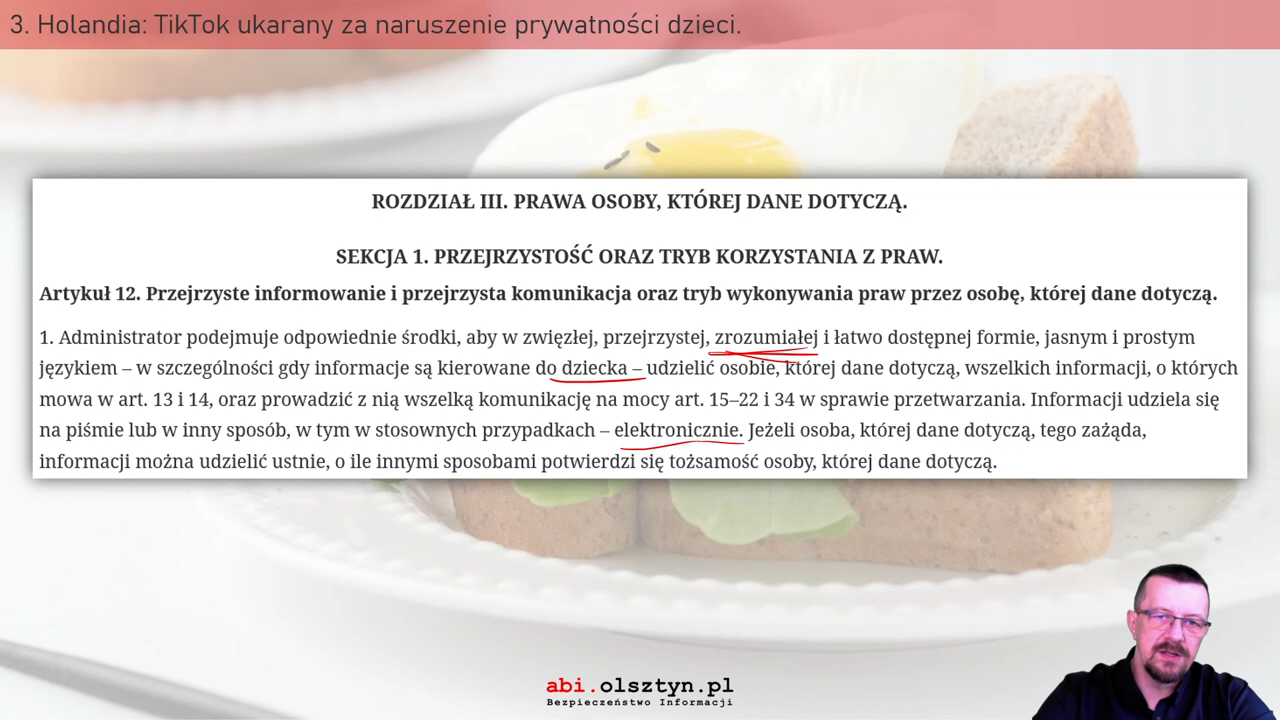 3. Holandia: TikTok ukarany za naruszenie prywatności dzieci.
ROZDZIAŁ III. PRAWA OSOBY, KTÓREJ DANE DOTYCZĄ.
SEKCJA 1. PRZEJRZYSTOŚĆ ORAZ TRYB KORZYSTANIA Z PRAW.
Artykuł 12. Przejrzyste informowanie i przejrzysta komunikacja oraz tryb wykonywania praw przez osobę, której dane dotyczą.
1. Administrator podejmuje odpowiednie środki, aby w zwięzłej, przejrzystej, zrozumiałej i łatwo dostępnej formie, jasnym i prostym
językiem – w szczególności gdy informacje są kierowane do dziecka – udzielić osobie, której dane dotyczą, wszelkich informacji, o których
mowa w art. 13 i 14, oraz prowadzić z nią wszelką komunikację na mocy art. 15–22 i 34 w sprawie przetwarzania. Informacji udziela się
na piśmie lub w inny sposób, w tym w stosownych przypadkach – elektronicznie. Jeżeli osoba, której dane dotyczą, tego zażąda,
informacji można udzielić ustnie, o ile innymi sposobami potwierdzi się tożsamość osoby, której dane dotyczą.
abi.olsztyn.pl
Bezpieczeństwo Informacji